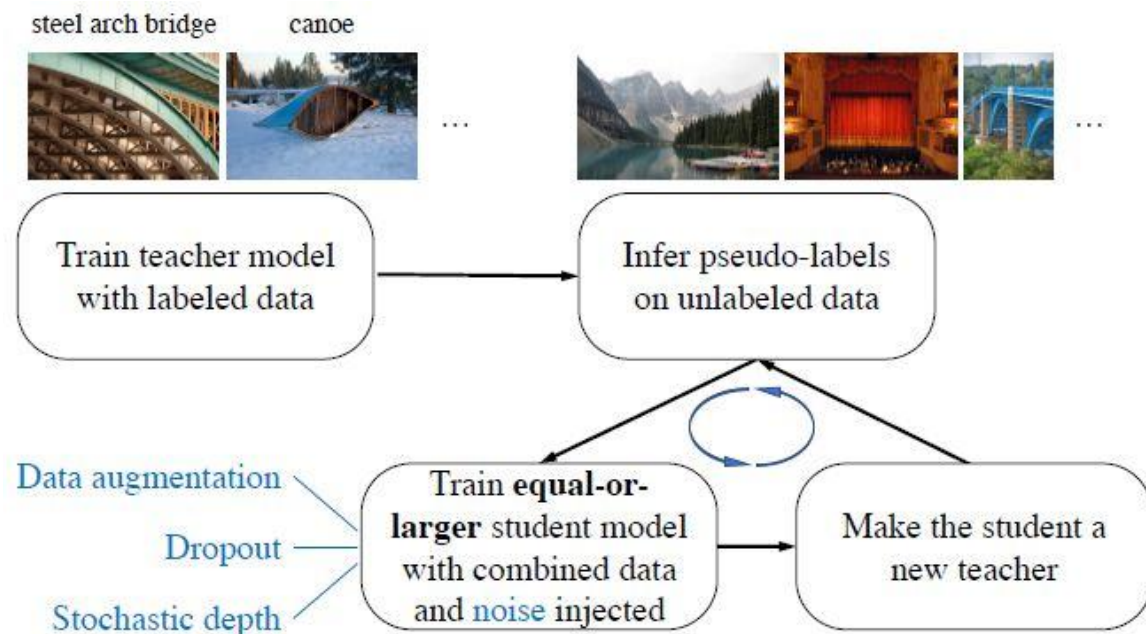 steel arch bridge
canoe
...
...
Train teacher model
with labeled data
Infer pseudo-labels
on unlabeled data
Data augmentation
Dropout
Stochastic depth
Train equal-or-
larger student model
with combined data
and noise injected
Make the student a
new teacher